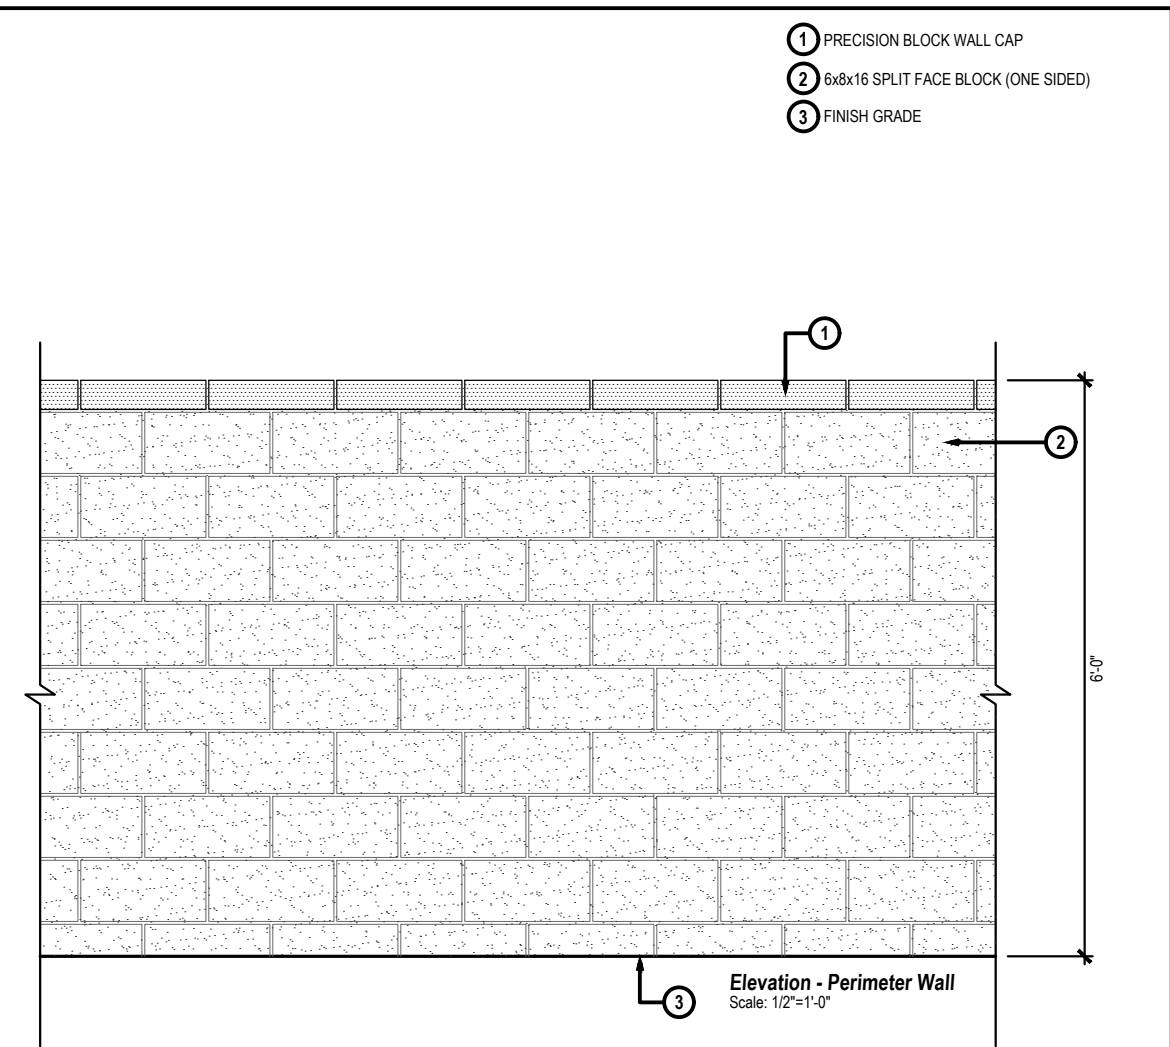 1 PRECISION BLOCK WALL CAP
2 6x8x16 SPLIT FACE BLOCK (ONE SIDED)
3 FINISH GRADE
1
2
6'-0"
3
Elevation - Perimeter Wall
Scale: 1/2"=1'-0"